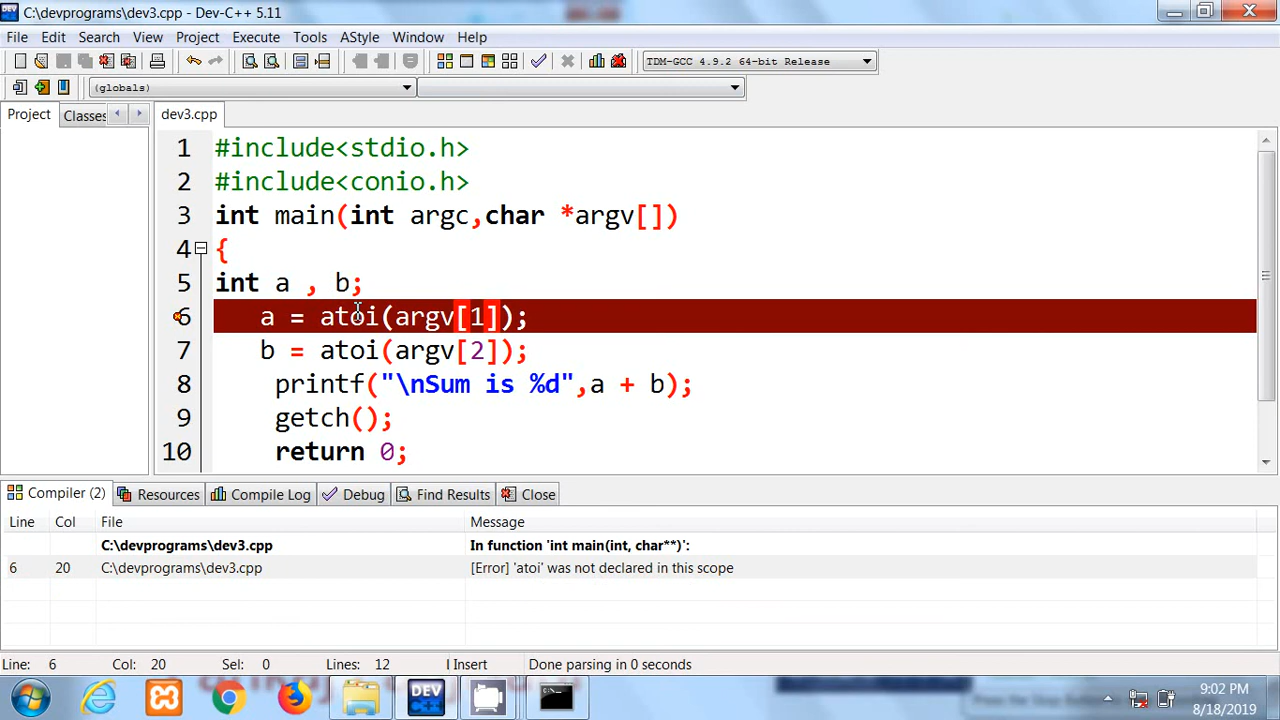 C:\devprograms\dev3.cpp - Dev-C++ 5.11
File Edit Search View Project Execute Tools AStyle Window Help
TDM-GCC 4.9.2 64-bit Release
(globals)
Project Classes dev3.cpp
1 #include<stdio.h>
2 #include<conio.h>
3 int main(int argc,char *argv[])
4 {
5 int a , b;
6 a = atoi(argv[1]);
7 b = atoi(argv[2]);
8 printf("\nSum is %d",a + b);
9 getch();
10 return 0;
Compiler (2) Resources Compile Log Debug Find Results Close
Line Col File Message
C:\devprograms\dev3.cpp In function 'int main(int, char**)':
6 20 C:\devprograms\dev3.cpp [Error] 'atoi' was not declared in this scope
Line: 6 Col: 20 Sel: 0 Lines: 12 Insert Done parsing in 0 seconds
DEV C++
9:02 PM
8/18/2019